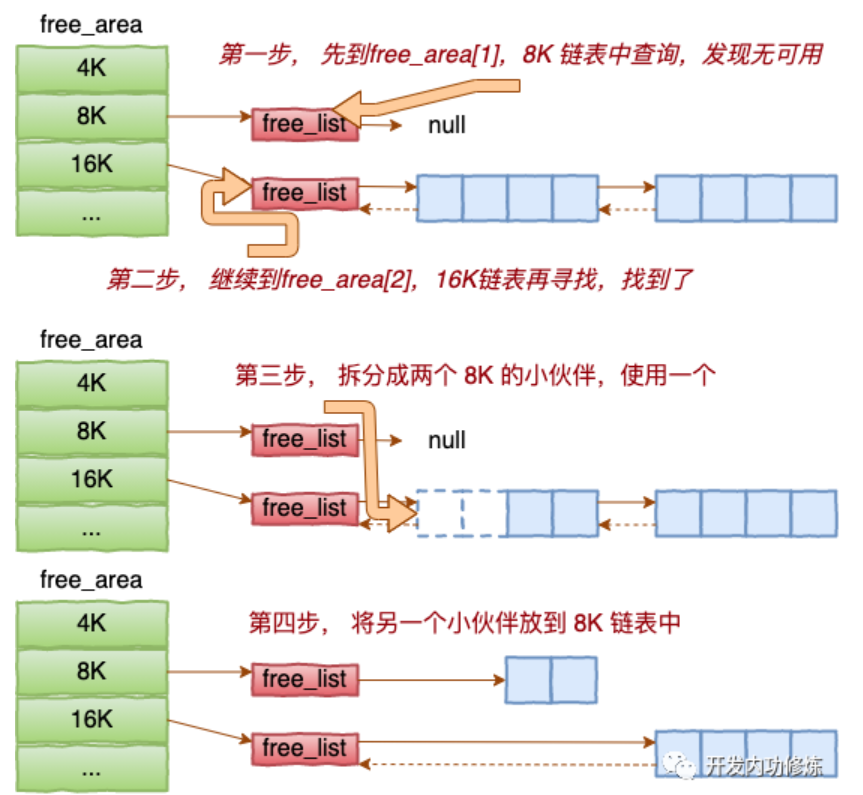 free_area
第一步， 先到free_area[1]，8K 链表中查询，发现无可用
4K
8K
free_list
null
16K
free_list
...
第二步， 继续到free_area[2]，16K链表再寻找，找到了
free_area
第三步， 拆分成两个 8K 的小伙伴，使用一个
4K
8K
free_list
null
16K
free_list
...
free_area
4K
第四步， 将另一个小伙伴放到 8K 链表中
8K
free_list
16K
free_list
...
开发内功修炼